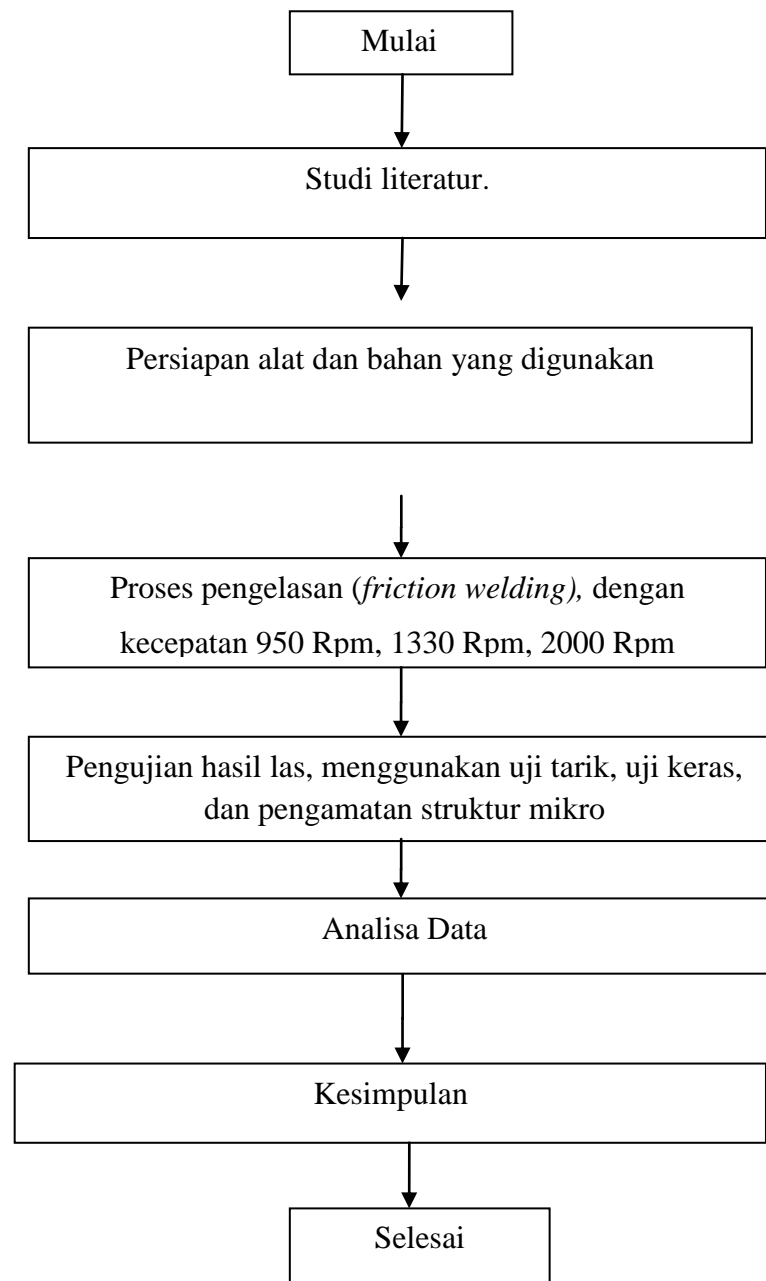 Mulai
Studi literatur.
Persiapan alat dan bahan yang digunakan
Proses pengelasan (friction welding), dengan
kecepatan 950 Rpm, 1330 Rpm, 2000 Rpm
Pengujian hasil las, menggunakan uji tarik, uji keras,
dan pengamatan struktur mikro
Analisa Data
Kesimpulan
Selesai